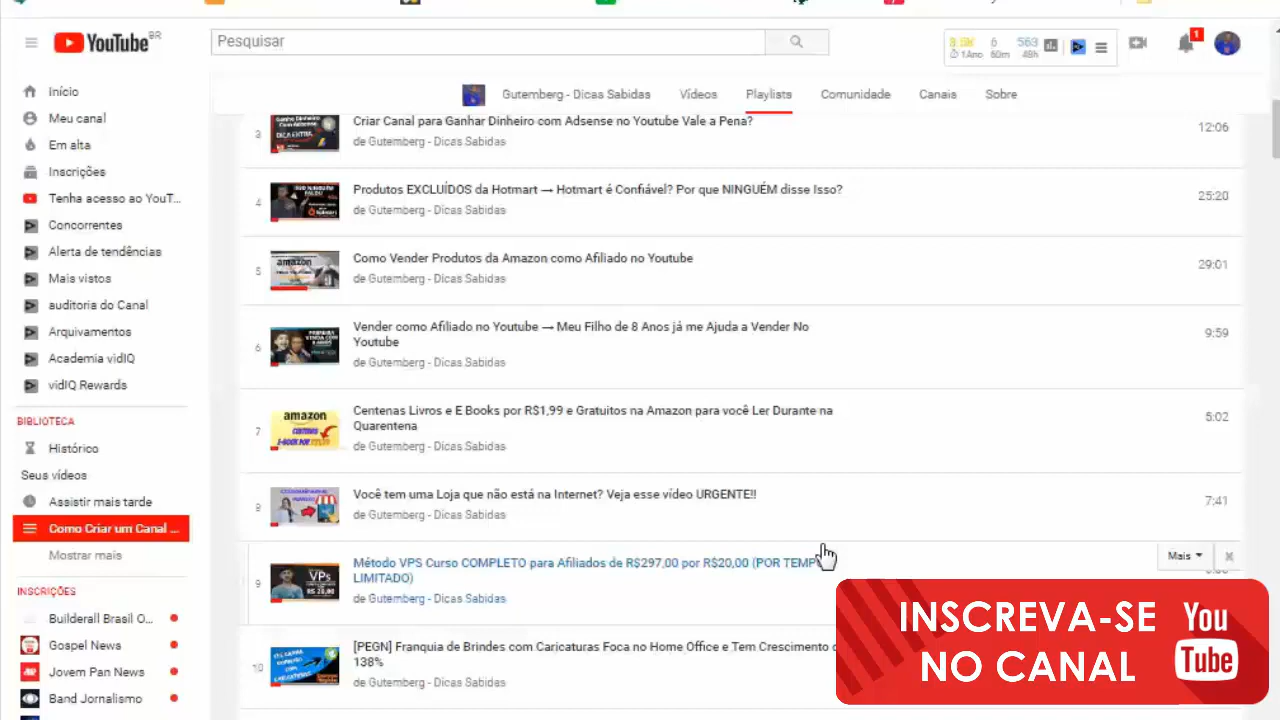 YouTube BR
Pesquisar
6
563
1Ano
60m
48h
1
Início
Meu canal
Em alta
Inscrições
Tenha acesso ao YouT...
Concorrentes
Alerta de tendências
Mais vistos
auditoria do Canal
Arquivamentos
Academia vidIQ
vidIQ Rewards
BIBLIOTECA
Histórico
Seus vídeos
Assistir mais tarde
Como Criar um Canal ...
Mostrar mais
INSCRIÇÕES
Builderall Brasil O...
Gospel News
Jovem Pan News
Band Jornalismo
Gutemberg - Dicas Sabidas
Vídeos
Playlists
Comunidade
Canais
Sobre
3
Criar Canal para Ganhar Dinheiro com Adsense no Youtube Vale a Pena?
de Gutemberg - Dicas Sabidas
12:06
4
Produtos EXCLUÍDOS da Hotmart → Hotmart é Confiável? Por que NINGUÉM disse Isso?
de Gutemberg - Dicas Sabidas
25:20
5
amazon
Como Vender Produtos da Amazon como Afiliado no Youtube
de Gutemberg - Dicas Sabidas
29:01
6
Vender como Afiliado no Youtube → Meu Filho de 8 Anos já me Ajuda a Vender No
Youtube
de Gutemberg - Dicas Sabidas
9:59
7
amazon
Centenas Livros e E Books por R$1,99 e Gratuitos na Amazon para você Ler Durante na
Quarentena
de Gutemberg - Dicas Sabidas
5:02
8
Você tem uma Loja que não está na Internet? Veja esse vídeo URGENTE!!
de Gutemberg - Dicas Sabidas
7:41
9
VPs
R$ 20,00
Método VPS Curso COMPLETO para Afiliados de R$297,00 por R$20,00 (POR TEMP
LIMITADO)
de Gutemberg - Dicas Sabidas
Mais
10
[PEGN] Franquia de Brindes com Caricaturas Foca no Home Office e Tem Crescimento
138%
de Gutemberg - Dicas Sabidas
INSCREVA-SE
NO CANAL
You
Tube